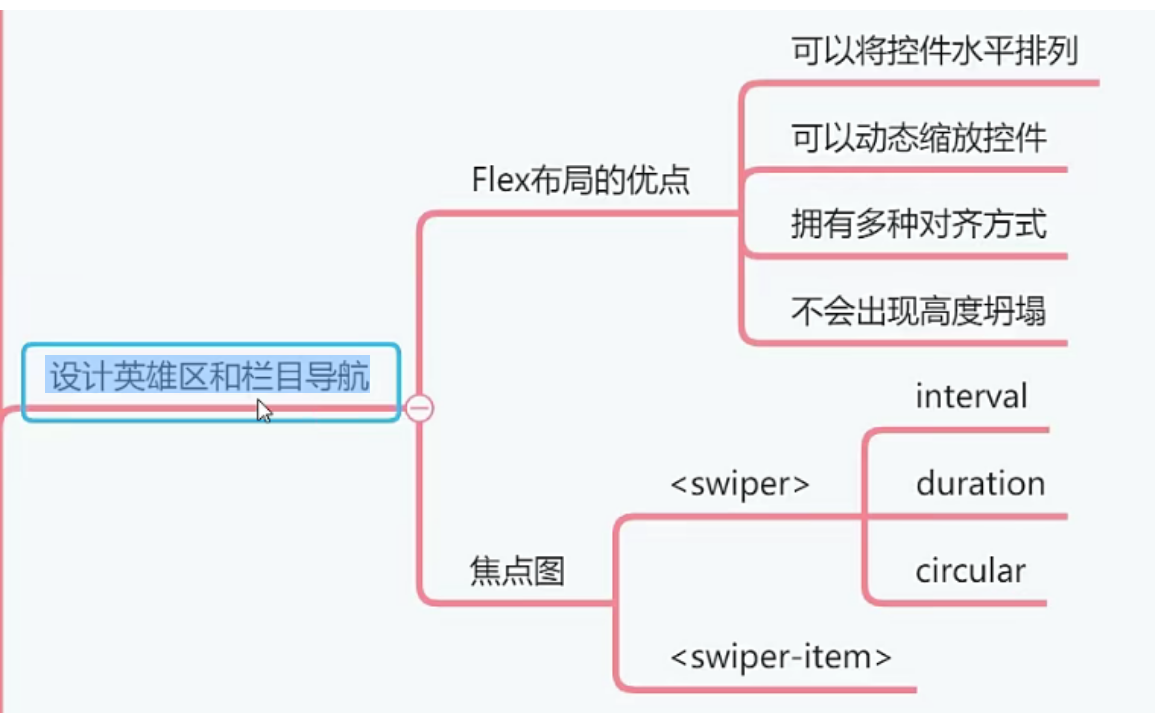 可以将控件水平排列
可以动态缩放控件
Flex布局的优点
拥有多种对齐方式
不会出现高度坍塌
设计英雄区和栏目导航
interval
<swiper>
duration
焦点图
circular
<swiper-item>